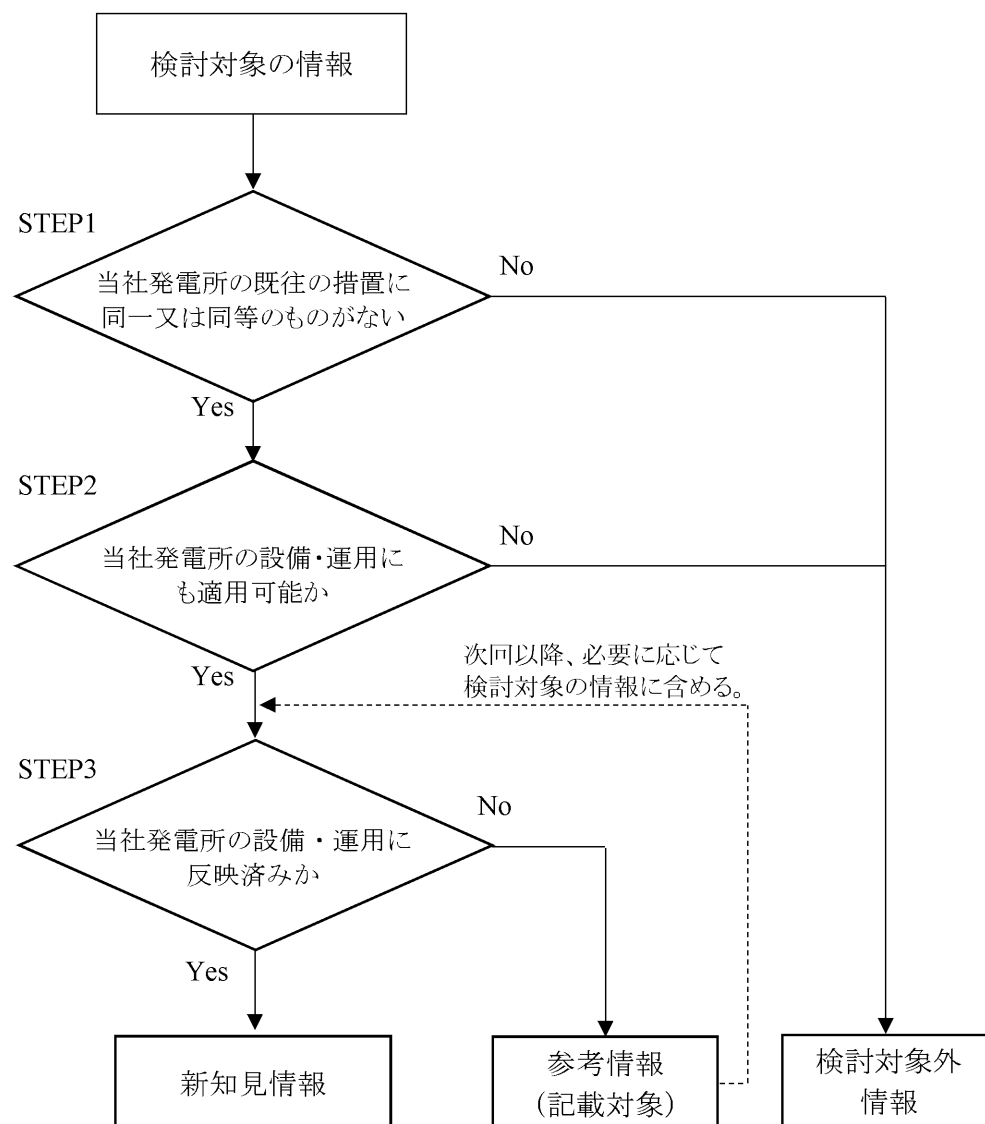 検討対象の情報
STEP1
当社発電所の既往の措置に
同一又は同等のものがない
No
Yes
STEP2
当社発電所の設備・運用に
も適用可能か
No
Yes
次回以降、必要に応じて
検討対象の情報に含める。
STEP3
当社発電所の設備・運用に
反映済みか
No
Yes
新知見情報
参考情報
(記載対象)
検討対象外
情報